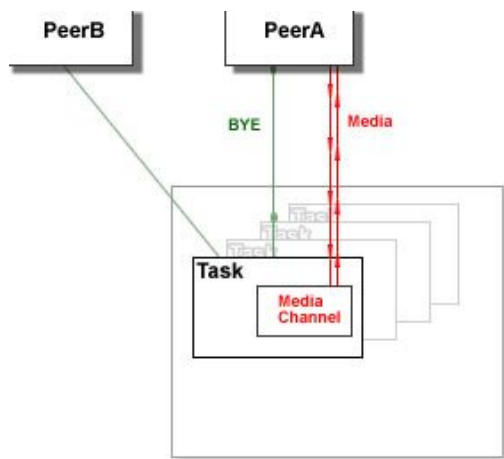 PeerB
PeerA
BYE
Media
Task
Task
Task
Task
Media
Channel